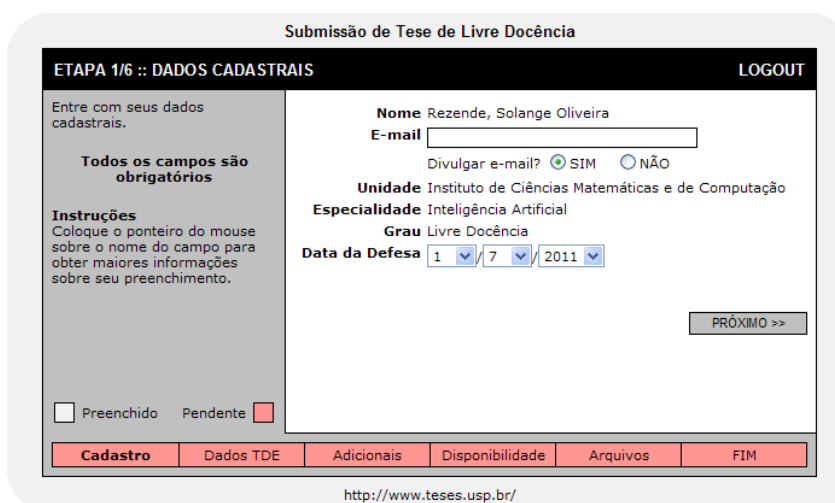 Submissão de Tese de Livre Docência
ETAPA 1/6 :: DADOS CADASTRAIS LOGOUT
Entre com seus dados
cadastrais.
Todos os campos são
obrigatórios
Instruções
Coloque o ponteiro do mouse
sobre o nome do campo para
obter maiores informações
sobre seu preenchimento.
Preenchido Pendente
Nome Rezende, Solange Oliveira
E-mail
Divulgar e-mail? SIM NÃO
Unidade Instituto de Ciências Matemáticas e de Computação
Especialidade Inteligência Artificial
Grau Livre Docência
Data da Defesa 1 / 7 / 2011
PRÓXIMO >>
Cadastro Dados TDE Adicionais Disponibilidade Arquivos FIM
http://www.teses.usp.br/